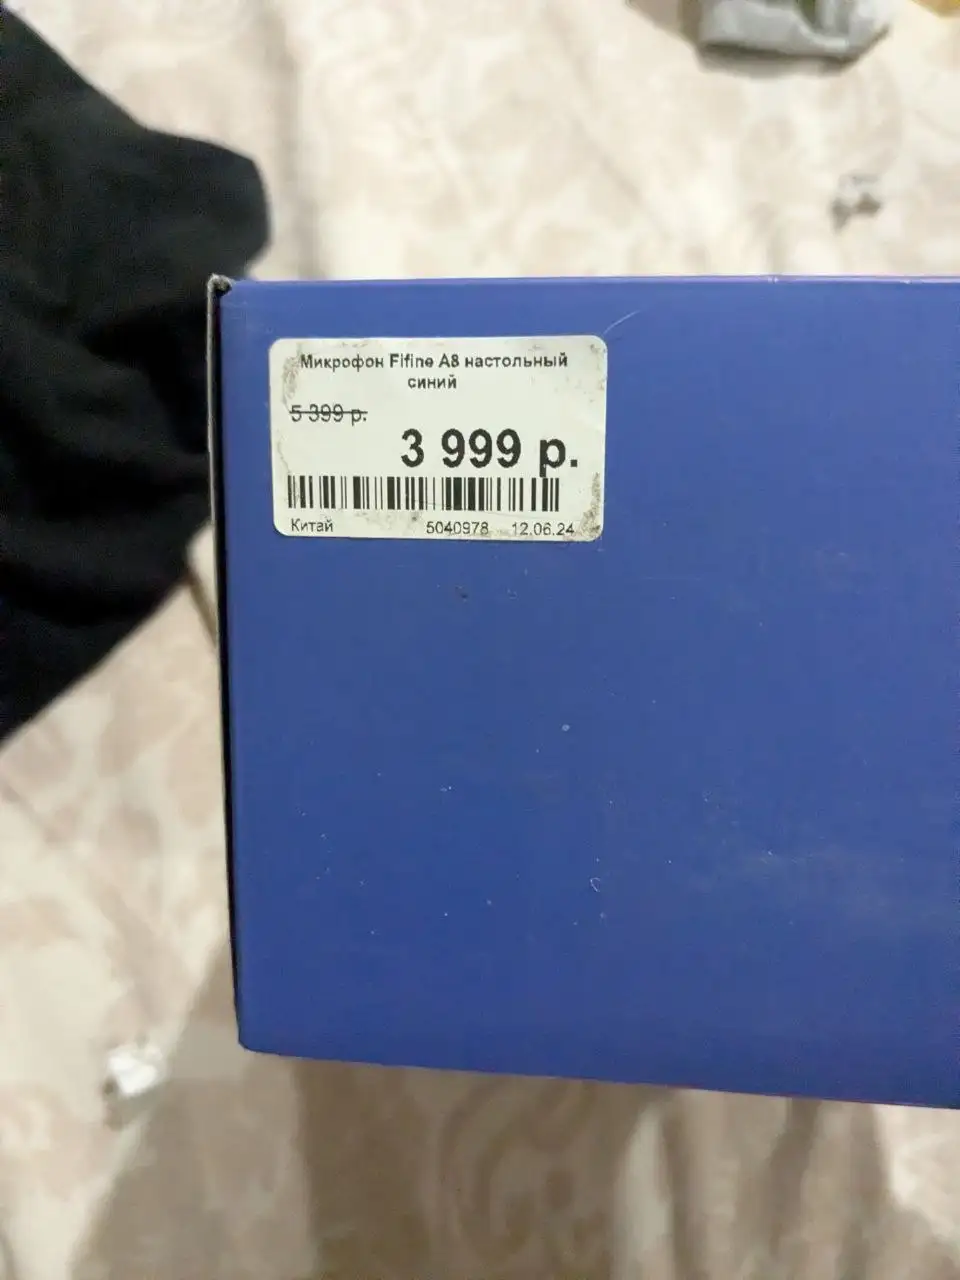 Микрофон Fifine A8 настольный
синий
5 399 р.
3 999 р.
Китай 5040978 12.06.24